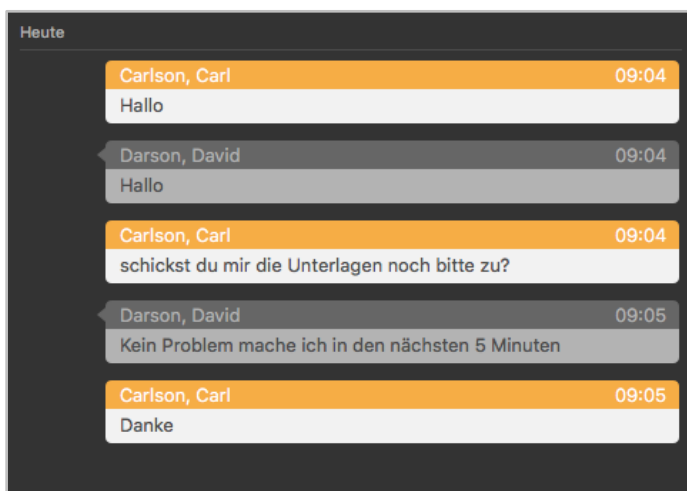 Heute
Carlson, Carl 09:04
Hallo
Darson, David 09:04
Hallo
Carlson, Carl 09:04
schickst du mir die Unterlagen noch bitte zu?
Darson, David 09:05
Kein Problem mache ich in den nächsten 5 Minuten
Carlson, Carl 09:05
Danke